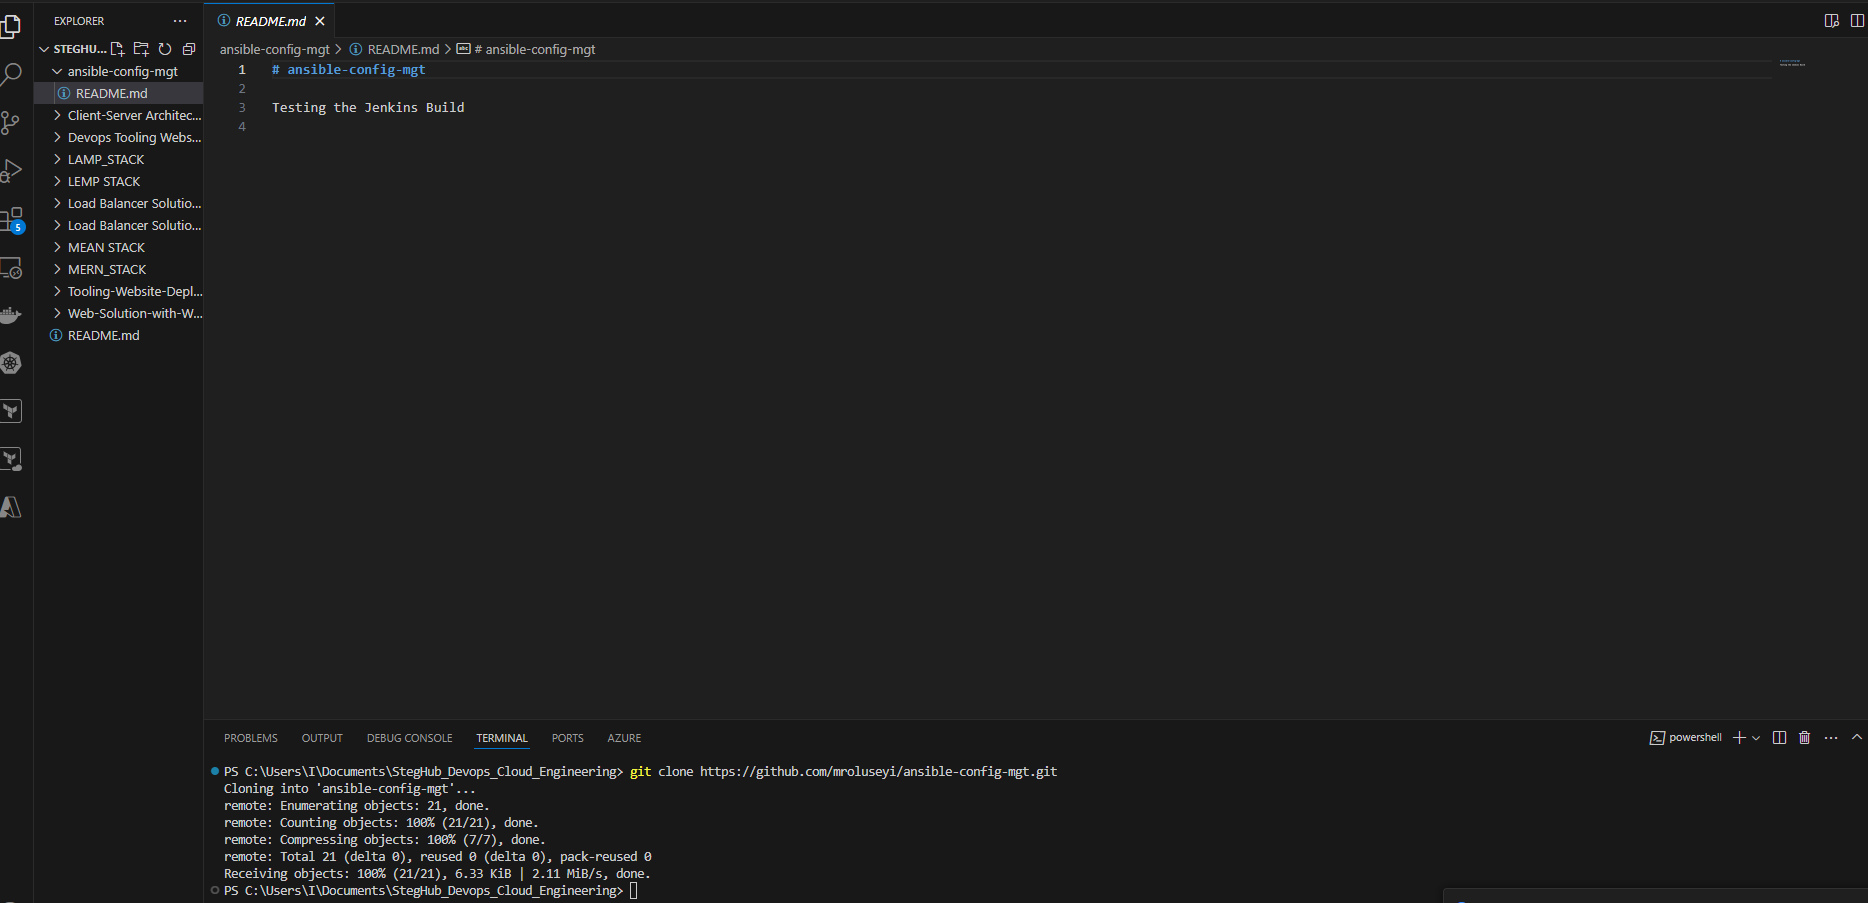 EXPLORER
README.md
STEGHU...
ansible-config-mgt
README.md
Client-Server Architec...
Devops Tooling Webs...
LAMP_STACK
LEMP STACK
Load Balancer Solutio...
Load Balancer Solutio...
MEAN STACK
MERN_STACK
Tooling-Website-Depl...
Web-Solution-with-W...
README.md
5
ansible-config-mgt > README.md > # ansible-config-mgt
1 # ansible-config-mgt
2
3 Testing the Jenkins Build
4
PROBLEMS OUTPUT DEBUG CONSOLE TERMINAL PORTS AZURE
powershell
PS C:\Users\I\Documents\StegHub_Devops_Cloud_Engineering> git clone https://github.com/mroluseyi/ansible-config-mgt.git
Cloning into 'ansible-config-mgt'...
remote: Enumerating objects: 21, done.
remote: Counting objects: 100% (21/21), done.
remote: Compressing objects: 100% (7/7), done.
remote: Total 21 (delta 0), reused 0 (delta 0), pack-reused 0
Receiving objects: 100% (21/21), 6.33 KiB | 2.11 MiB/s, done.
PS C:\Users\I\Documents\StegHub_Devops_Cloud_Engineering>